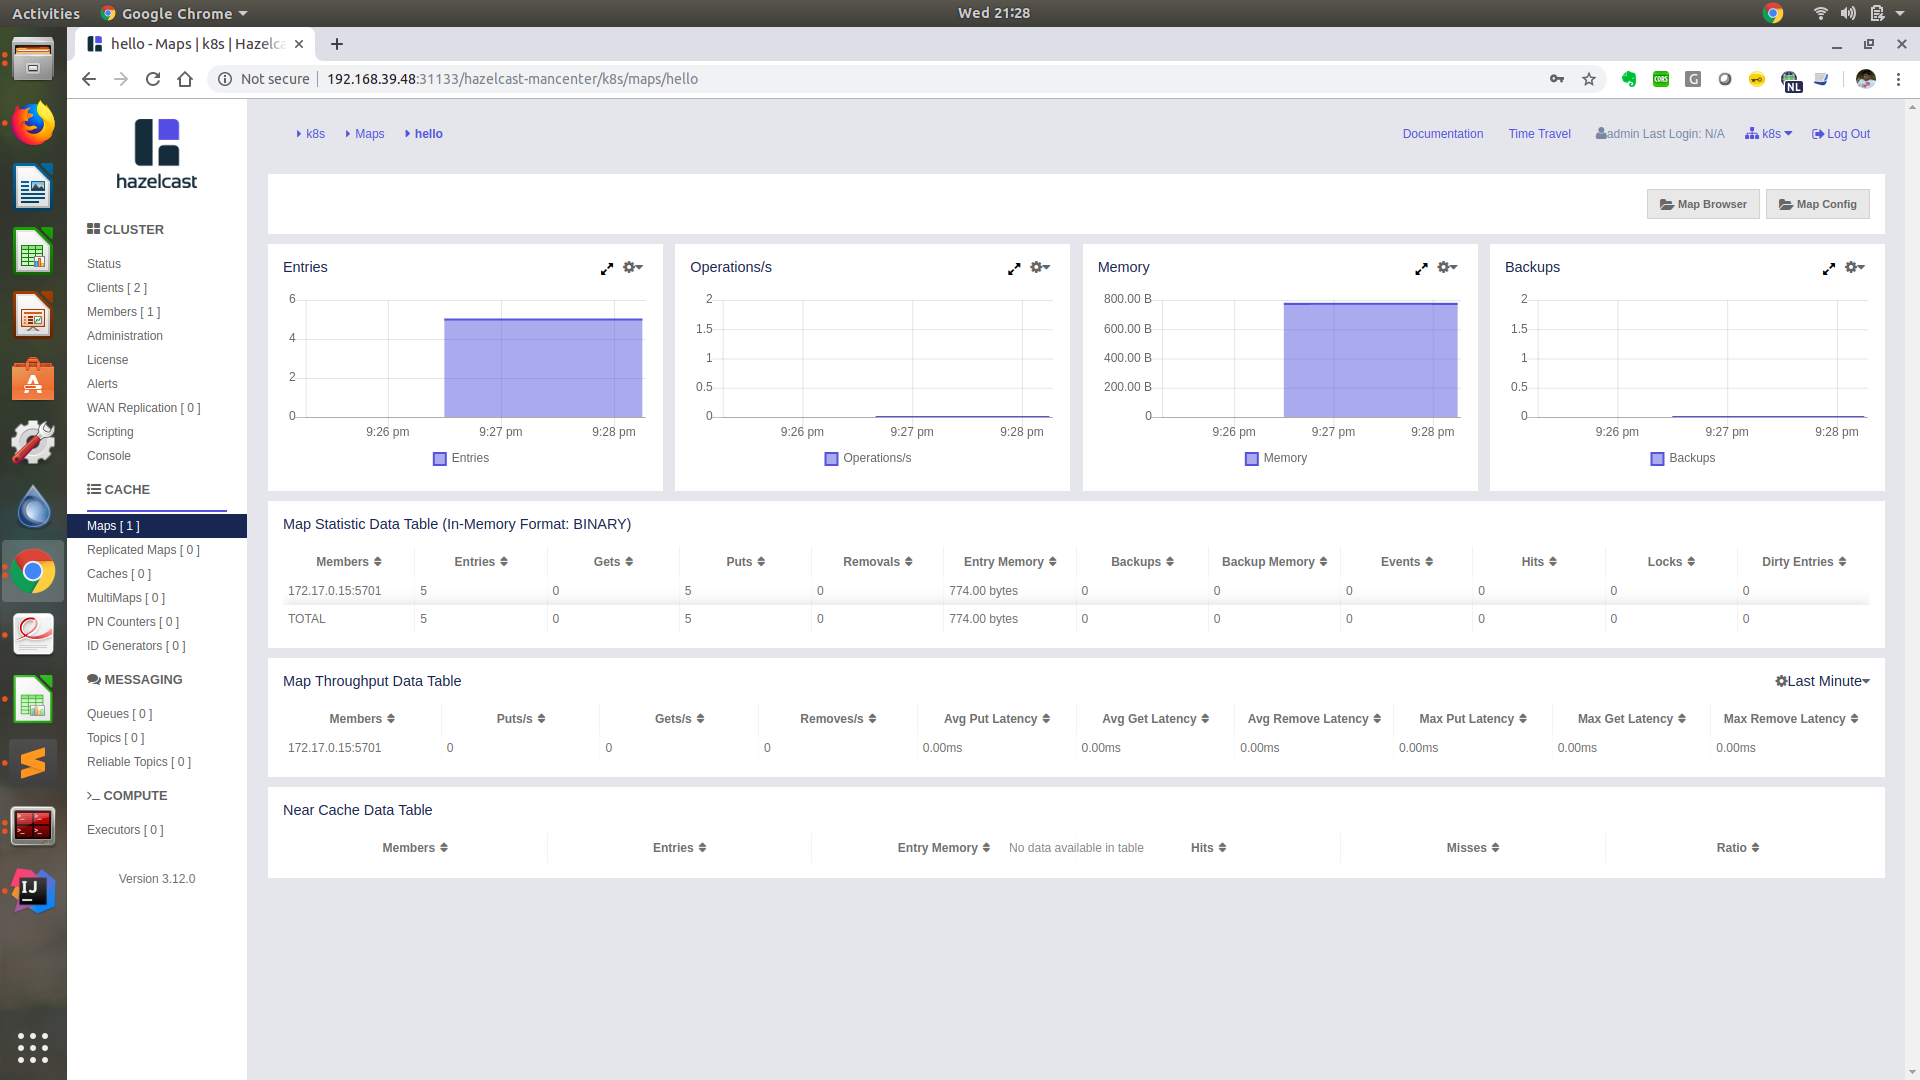 Activities Google Chrome Wed 21:28
hello - Maps | k8s | Hazelca
Not secure 192.168.39.48:31133/hazelcast-mancenter/k8s/maps/hello
CORS G NL
hazelcast
CLUSTER
Status
Clients [ 2 ]
Members [ 1 ]
Administration
License
Alerts
WAN Replication [ 0 ]
Scripting
Console
CACHE
Maps [ 1 ]
Replicated Maps [ 0 ]
Caches [ 0 ]
MultiMaps [ 0 ]
PN Counters [ 0 ]
ID Generators [ 0 ]
MESSAGING
Queues [ 0 ]
Topics [ 0 ]
Reliable Topics [ 0 ]
COMPUTE
Executors [ 0 ]
Version 3.12.0
k8s Maps hello Documentation Time Travel admin Last Login: N/A k8s Log Out
Map Browser Map Config
Entries
6
4
2
0
9:26 pm 9:27 pm 9:28 pm
Entries
Operations/s
2
1.5
1
0.5
0
9:26 pm 9:27 pm 9:28 pm
Operations/s
Memory
800.00 B
600.00 B
400.00 B
200.00 B
0
9:26 pm 9:27 pm 9:28 pm
Memory
Backups
2
1.5
1
0.5
0
9:26 pm 9:27 pm 9:28 pm
Backups
Map Statistic Data Table (In-Memory Format: BINARY)
Members Entries Gets Puts Removals Entry Memory Backups Backup Memory Events Hits Locks Dirty Entries
172.17.0.15:5701 5 0 5 0 774.00 bytes 0 0 0 0 0 0
TOTAL 5 0 5 0 774.00 bytes 0 0 0 0 0 0
Map Throughput Data Table Last Minute
Members Puts/s Gets/s Removes/s Avg Put Latency Avg Get Latency Avg Remove Latency Max Put Latency Max Get Latency Max Remove Latency
172.17.0.15:5701 0 0 0 0.00ms 0.00ms 0.00ms 0.00ms 0.00ms 0.00ms
Near Cache Data Table
Members Entries Entry Memory No data available in table Hits Misses Ratio
IJ